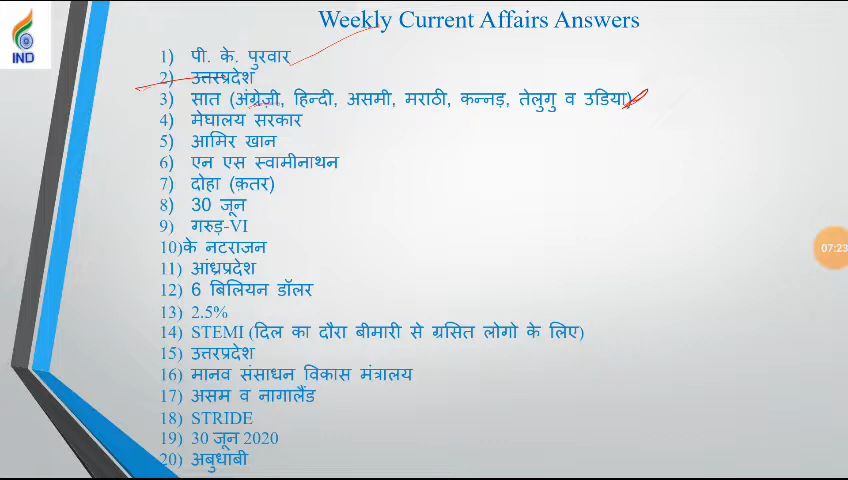 Weekly Current Affairs Answers
IND
1) पी. के. पुरवार
2) उत्तरप्रदेश
3) सात (अंग्रेज़ी, हिन्दी, असमी, मराठी, कन्नड़, तेलुगु व उडिया)
4) मेघालय सरकार
5) आमिर खान
6) एन एस स्वामीनाथन
7) दोहा (क़तर)
8) 30 जून
9) गरुड़-VI
10)के नटराजन
11) आंध्रप्रदेश
12) 6 बिलियन डॉलर
13) 2.5%
14) STEMI (दिल का दौरा बीमारी से ग्रसित लोगो के लिए)
15) उत्तरप्रदेश
16) मानव संसाधन विकास मंत्रालय
17) असम व नागालैंड
18) STRIDE
19) 30 जून 2020
20) अबुधाबी
07:23